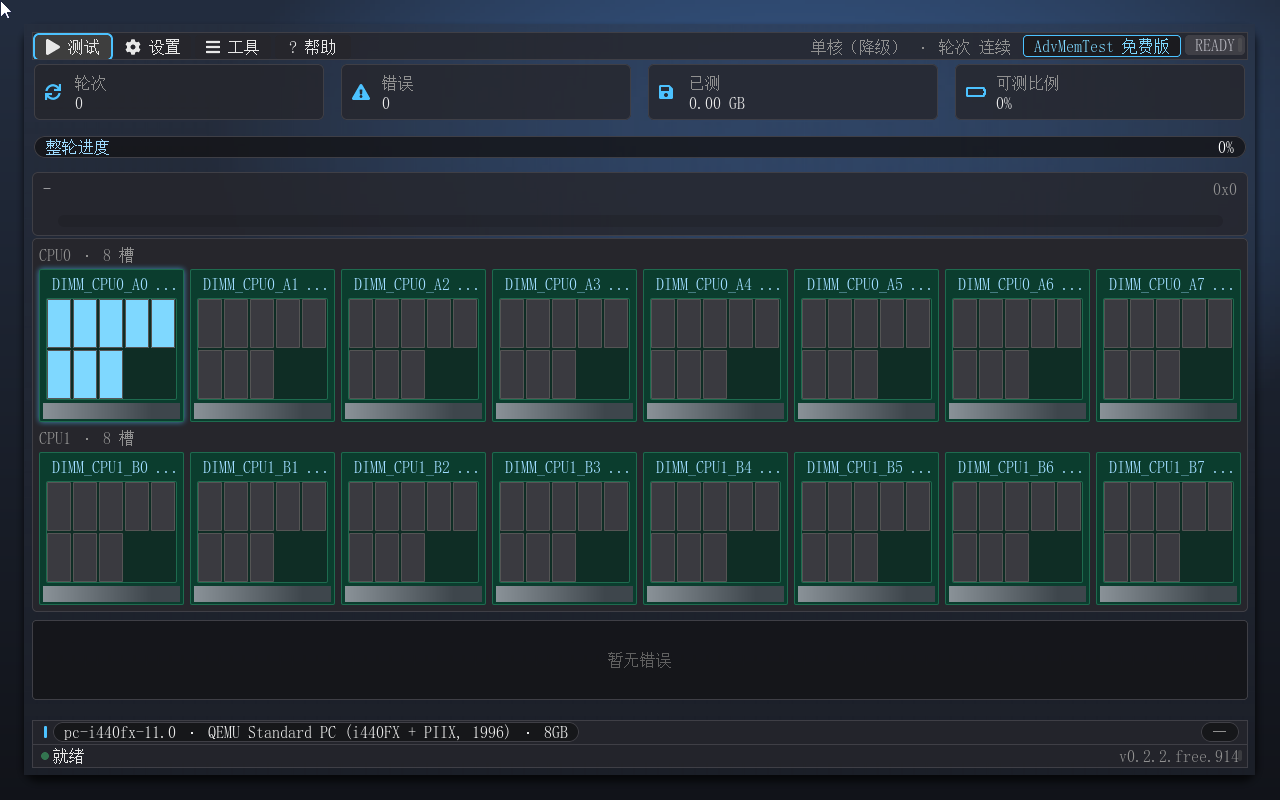 测试 设置 工具 ? 帮助 单核（降级） · 轮次 连续 AdvMemTest 免费版 READY
轮次 错误 已测 可测比例
0 0 0.00 GB 0%
整轮进度 0%
— 0x0
CPU0 · 8 槽
DIMM_CPU0_A0 ... DIMM_CPU0_A1 ... DIMM_CPU0_A2 ... DIMM_CPU0_A3 ... DIMM_CPU0_A4 ... DIMM_CPU0_A5 ... DIMM_CPU0_A6 ... DIMM_CPU0_A7 ...
CPU1 · 8 槽
DIMM_CPU1_B0 ... DIMM_CPU1_B1 ... DIMM_CPU1_B2 ... DIMM_CPU1_B3 ... DIMM_CPU1_B4 ... DIMM_CPU1_B5 ... DIMM_CPU1_B6 ... DIMM_CPU1_B7 ...
暂无错误
pc-i440fx-11.0 · QEMU Standard PC (i440FX + PIIX, 1996) · 8GB —
就绪 v0.2.2.free.914